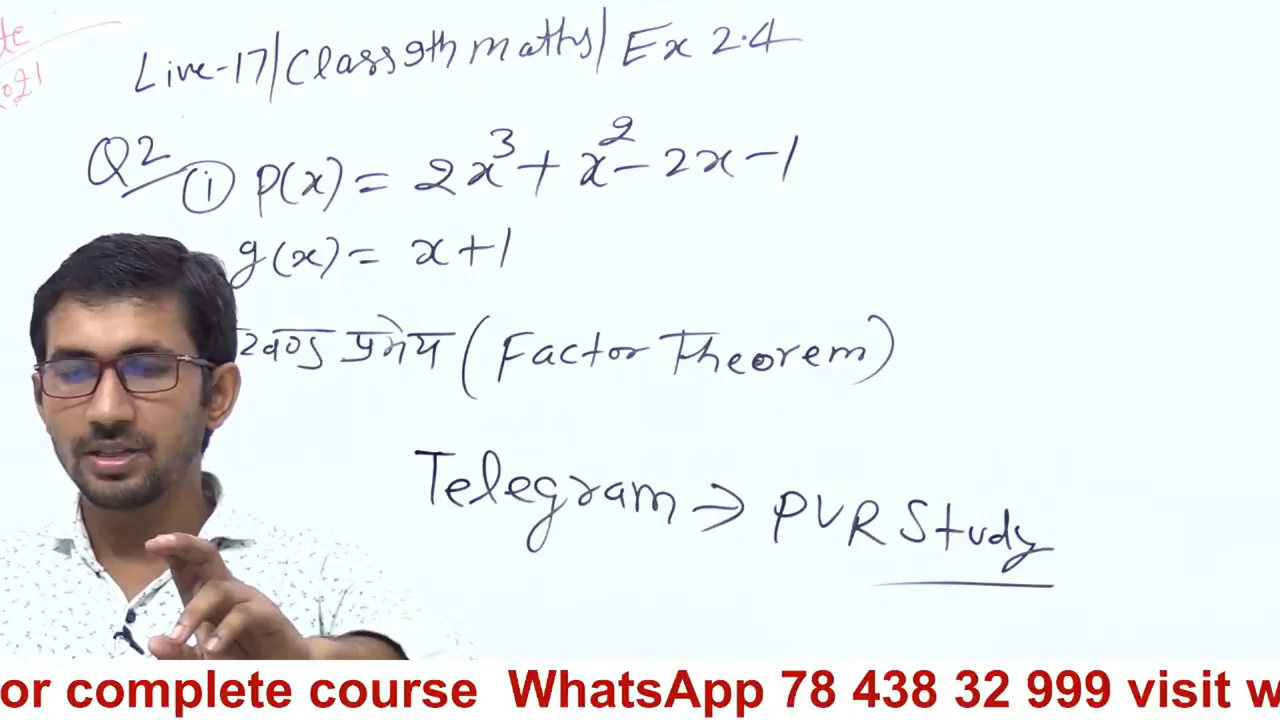 2021
Live-17/Class 9th maths/ Ex 2.4
Q2 (i) p(x) = 2x³ + x² - 2x - 1
g(x) = x + 1
प्रमेय (Factor Theorem)
Telegram → PVR Study
or complete course WhatsApp 78 438 32 999 visit w